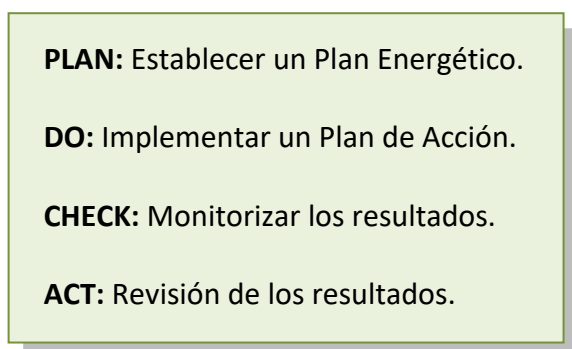 PLAN: Establecer un Plan Energético.
DO: Implementar un Plan de Acción.
CHECK: Monitorizar los resultados.
ACT: Revisión de los resultados.